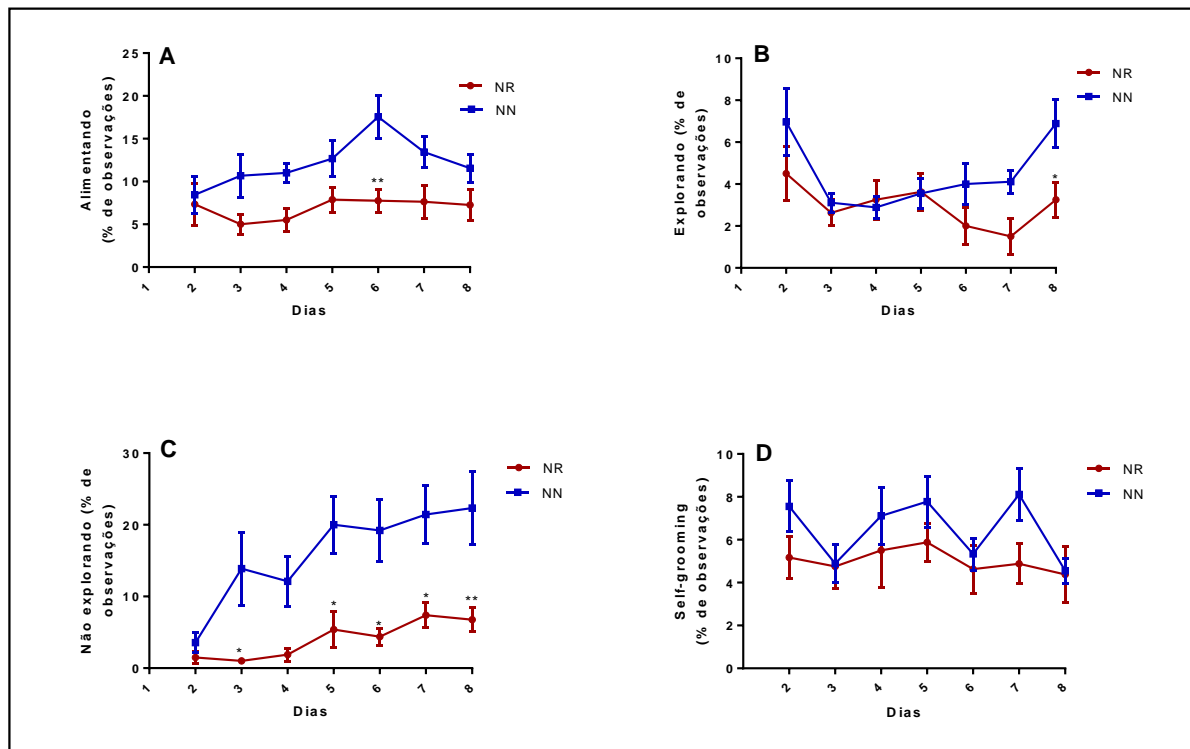 A
Alimentando
(% de observações)
25
20
15
10
5
0
**
1 2 3 4 5 6 7 8
Dias
NR
NN
B
Explorando (% de
observações)
10
8
6
4
2
0
*
1 2 3 4 5 6 7 8
Dias
NR
NN
C
Não explorando (% de
observações)
30
20
10
0
* * * * **
1 2 3 4 5 6 7 8
Dias
NR
NN
D
Self-grooming
(% de observações)
10
8
6
4
2
0
2 3 4 5 6 7 8
Dias
NR
NN